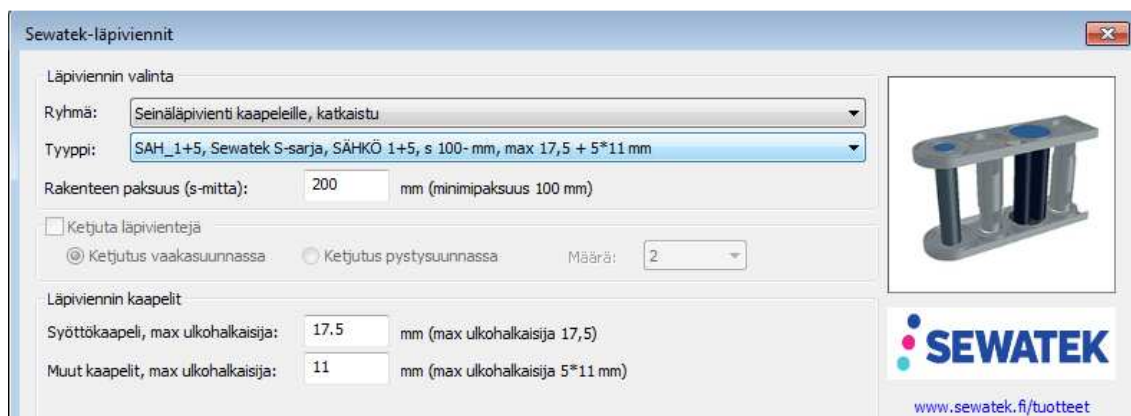 Sewatek-läpiviennit
Läpiviennin valinta
Ryhmä: Seinäläpivienti kaapeleille, katkaistu
Tyyppi: SAH_1+5, Sewatek S-sarja, SÄHKÖ 1+5, s 100- mm, max 17,5 + 5*11 mm
Rakenteen paksuus (s-mitta): 200 mm (minimipaksuus 100 mm)
Ketjuta läpivientejä
Ketjutus vaakasuunnassa Ketjutus pystysuunnassa Määrä: 2
Läpiviennin kaapelit
Syöttökaapeli, max ulkohalkaisija: 17.5 mm (max ulkohalkaisija 17,5)
Muut kaapelit, max ulkohalkaisija: 11 mm (max ulkohalkaisija 5*11 mm)
SEWATEK
www.sewatek.fi/tuotteet